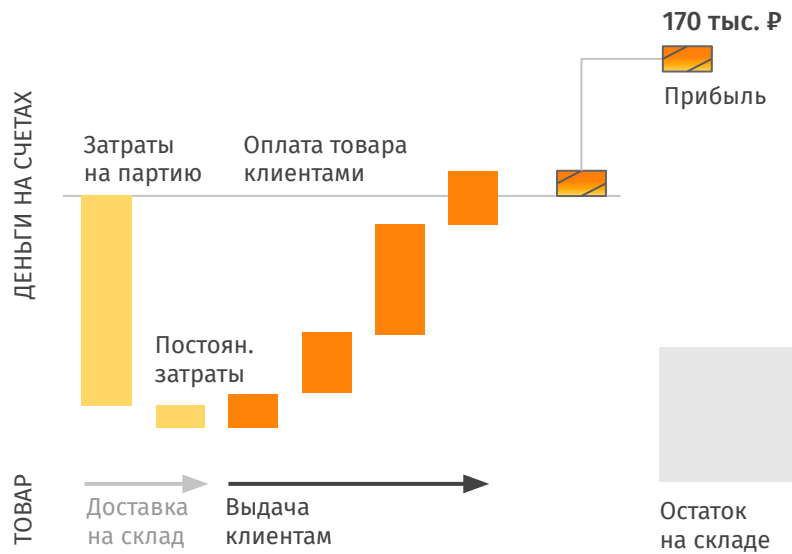 170 тыс. ₽
Прибыль
ДЕНЬГИ НА СЧЕТАХ
Затраты
на партию
Оплата товара
клиентами
Постоян.
затраты
ТОВАР
Доставка
на склад
Выдача
клиентам
Остаток
на складе